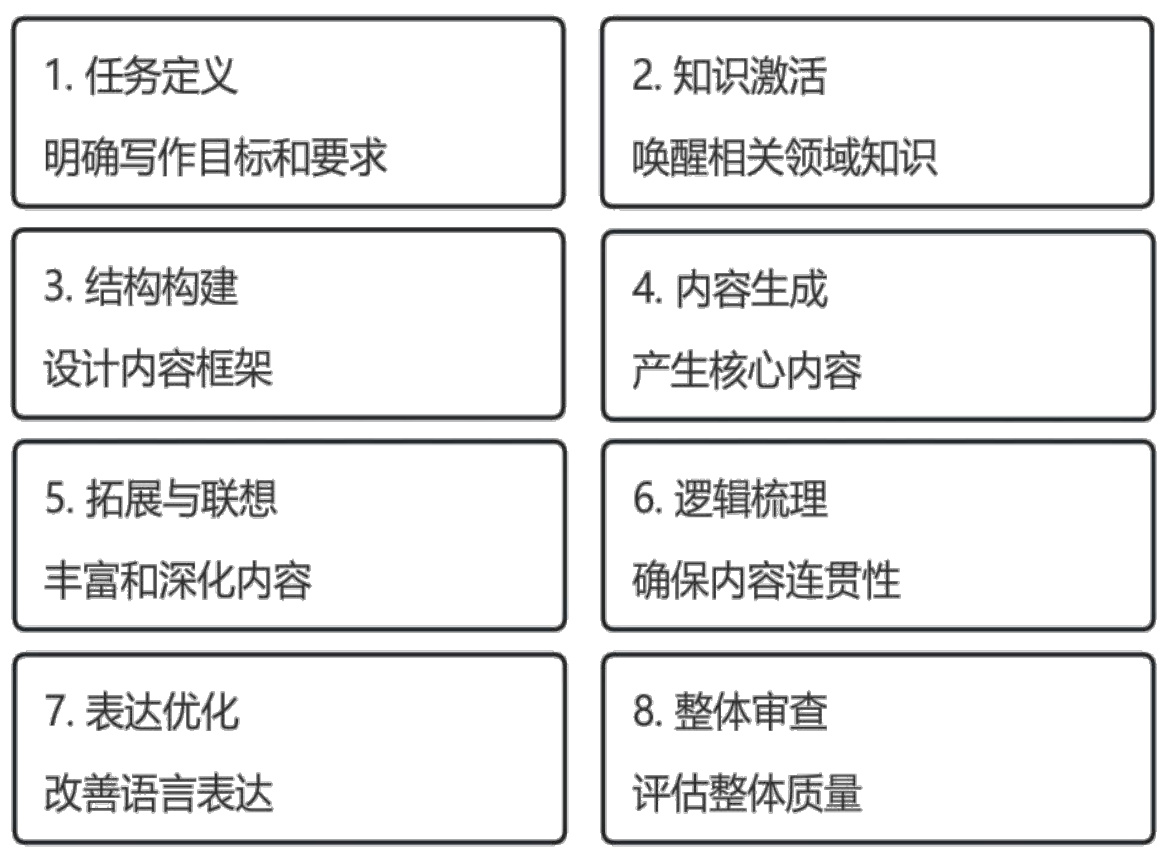 1. 任务定义
明确写作目标和要求
2. 知识激活
唤醒相关领域知识
3. 结构构建
设计内容框架
4. 内容生成
产生核心内容
5. 拓展与联想
丰富和深化内容
6. 逻辑梳理
确保内容连贯性
7. 表达优化
改善语言表达
8. 整体审查
评估整体质量